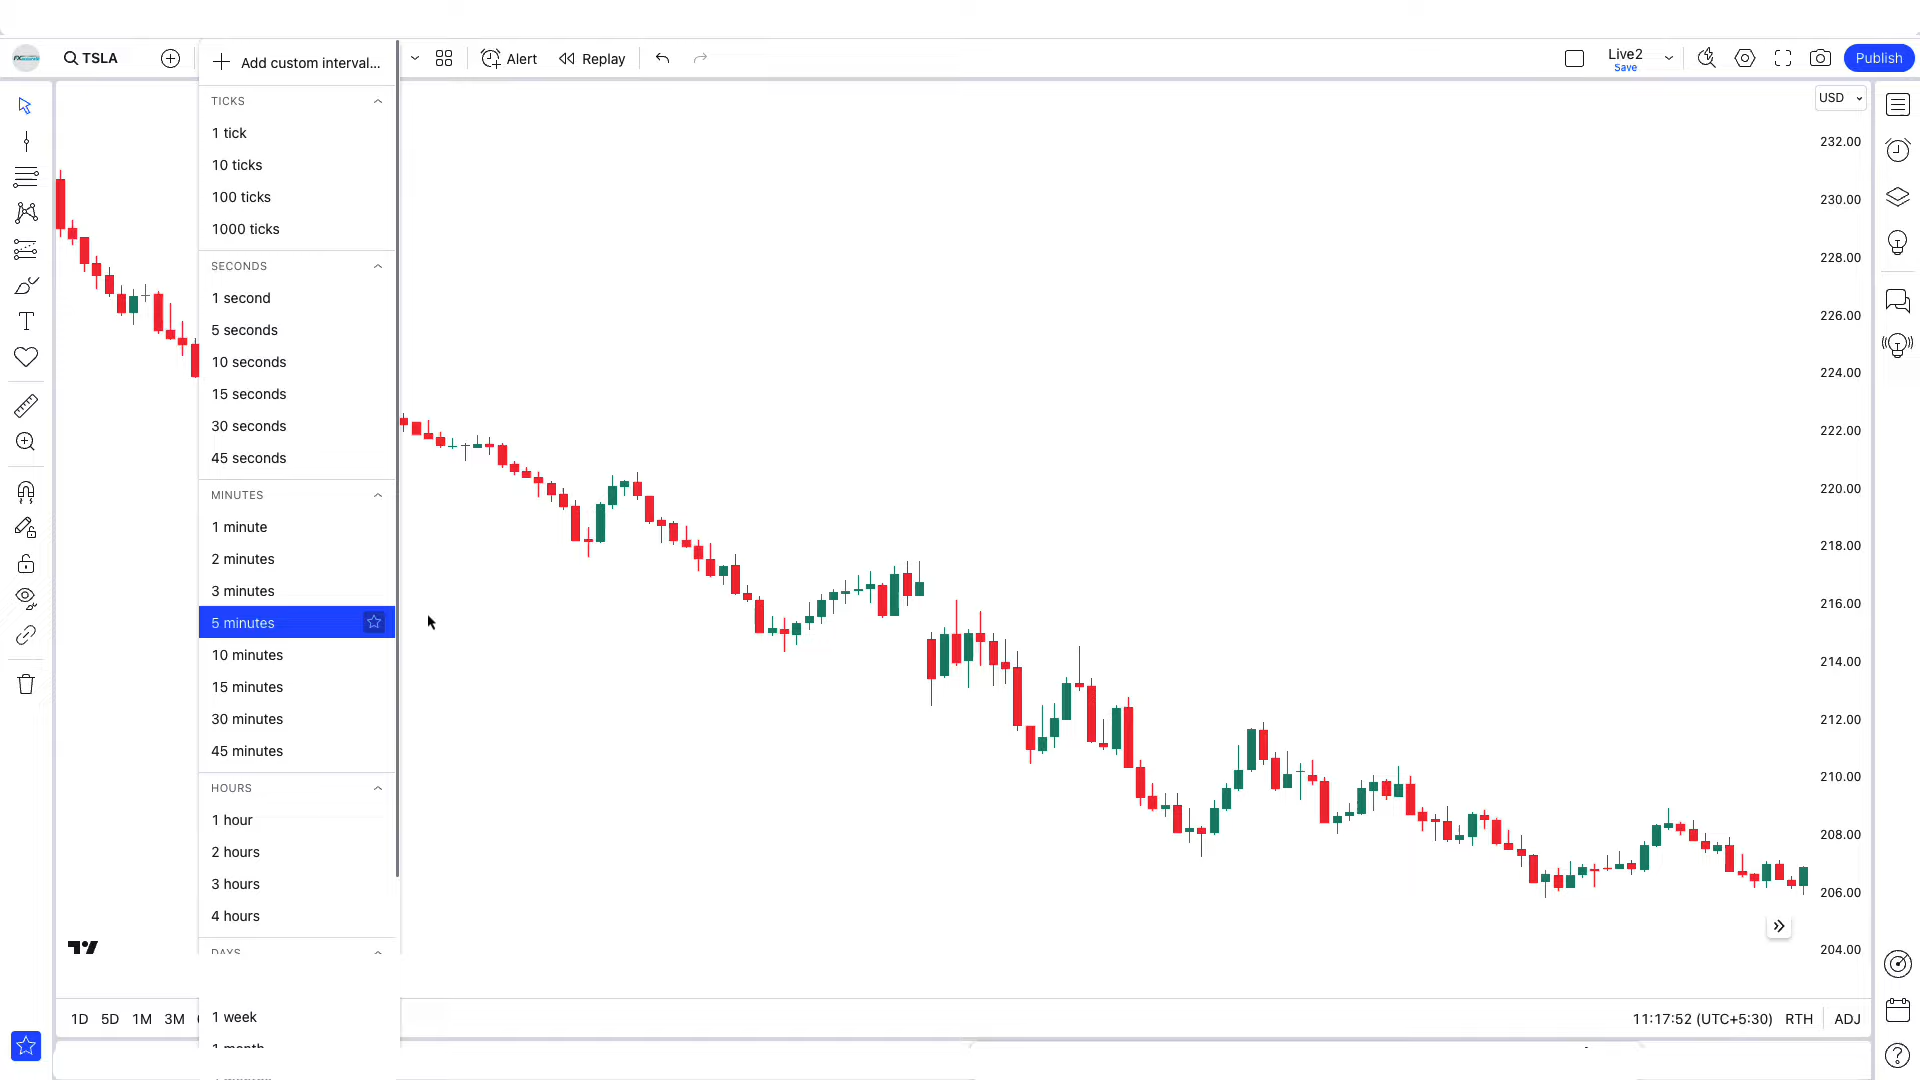 TSLA
Add custom interval...
Alert
Replay
Live2
Save
Publish
TICKS
1 tick
10 ticks
100 ticks
1000 ticks
SECONDS
1 second
5 seconds
10 seconds
15 seconds
30 seconds
45 seconds
MINUTES
1 minute
2 minutes
3 minutes
5 minutes
10 minutes
15 minutes
30 minutes
45 minutes
HOURS
1 hour
2 hours
3 hours
4 hours
DAYS
1 week
1 month
USD
232.00
230.00
228.00
226.00
224.00
222.00
220.00
218.00
216.00
214.00
212.00
210.00
208.00
206.00
204.00
1D 5D 1M 3M
11:17:52 (UTC+5:30) RTH ADJ